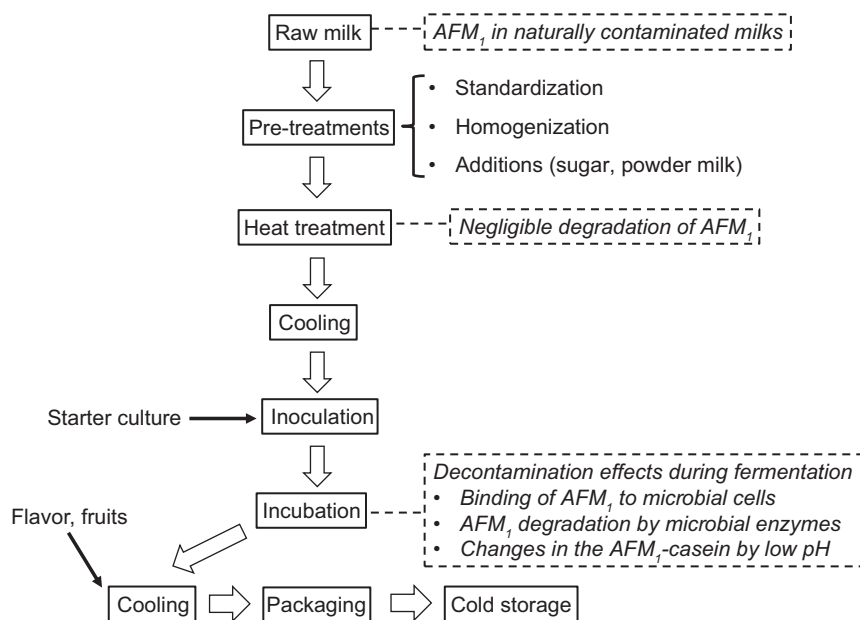 Raw milk
AFM₁ in naturally contaminated milks
Pre-treatments
• Standardization
• Homogenization
• Additions (sugar, powder milk)
Heat treatment
Negligible degradation of AFM₁
Cooling
Starter culture
Inoculation
Incubation
Decontamination effects during fermentation
• Binding of AFM₁ to microbial cells
• AFM₁ degradation by microbial enzymes
• Changes in the AFM₁-casein by low pH
Flavor, fruits
Cooling
Packaging
Cold storage